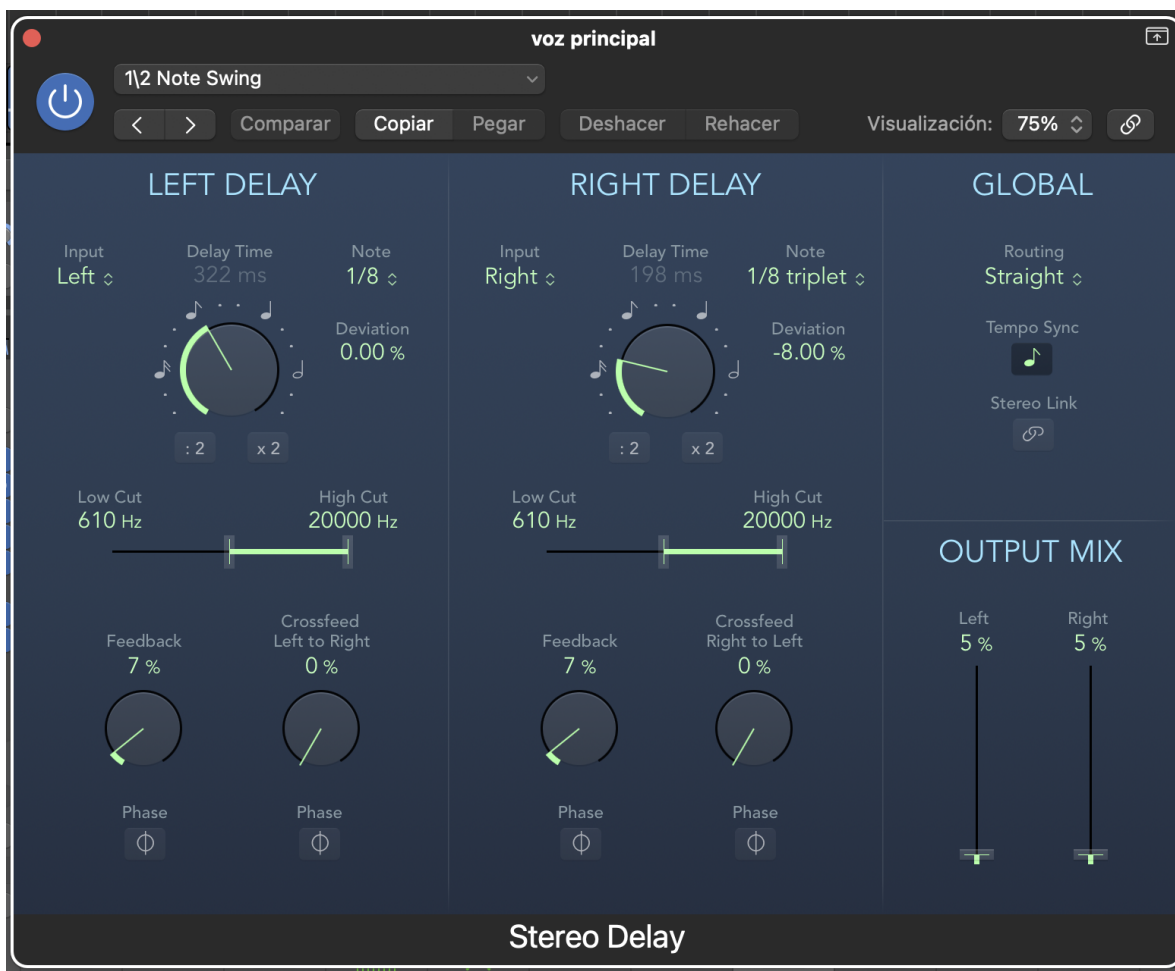 voz principal
1\2 Note Swing
Comparar Copiar Pegar Deshacer Rehacer Visualización: 75%
LEFT DELAY
Input Delay Time Note
Left 322 ms 1/8
Deviation
0.00 %
: 2 x 2
Low Cut High Cut
610 Hz 20000 Hz
Feedback
7 %
Crossfeed
Left to Right
0 %
Phase Phase
RIGHT DELAY
Input Delay Time Note
Right 198 ms 1/8 triplet
Deviation
-8.00 %
: 2 x 2
Low Cut High Cut
610 Hz 20000 Hz
Feedback
7 %
Crossfeed
Right to Left
0 %
Phase Phase
GLOBAL
Routing
Straight
Tempo Sync
Stereo Link
OUTPUT MIX
Left Right
5 % 5 %
Stereo Delay